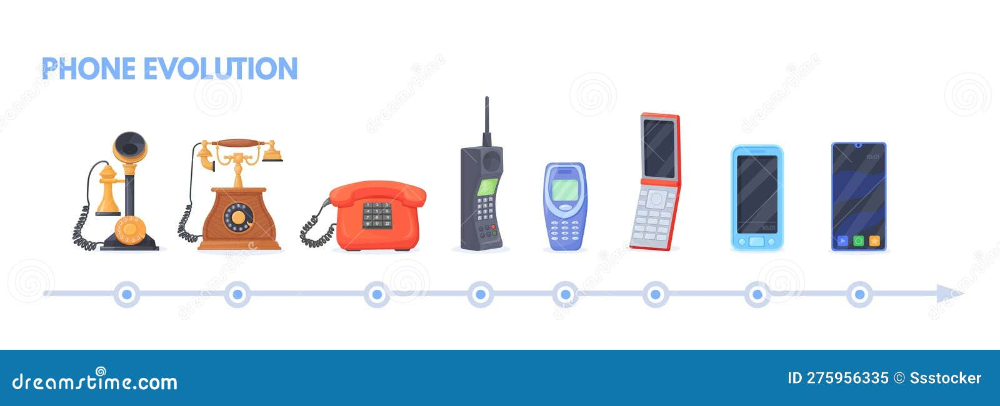 PHONE EVOLUTION
10:01
10:01
dreamstime.com
ID 275956335 © Ssstocker